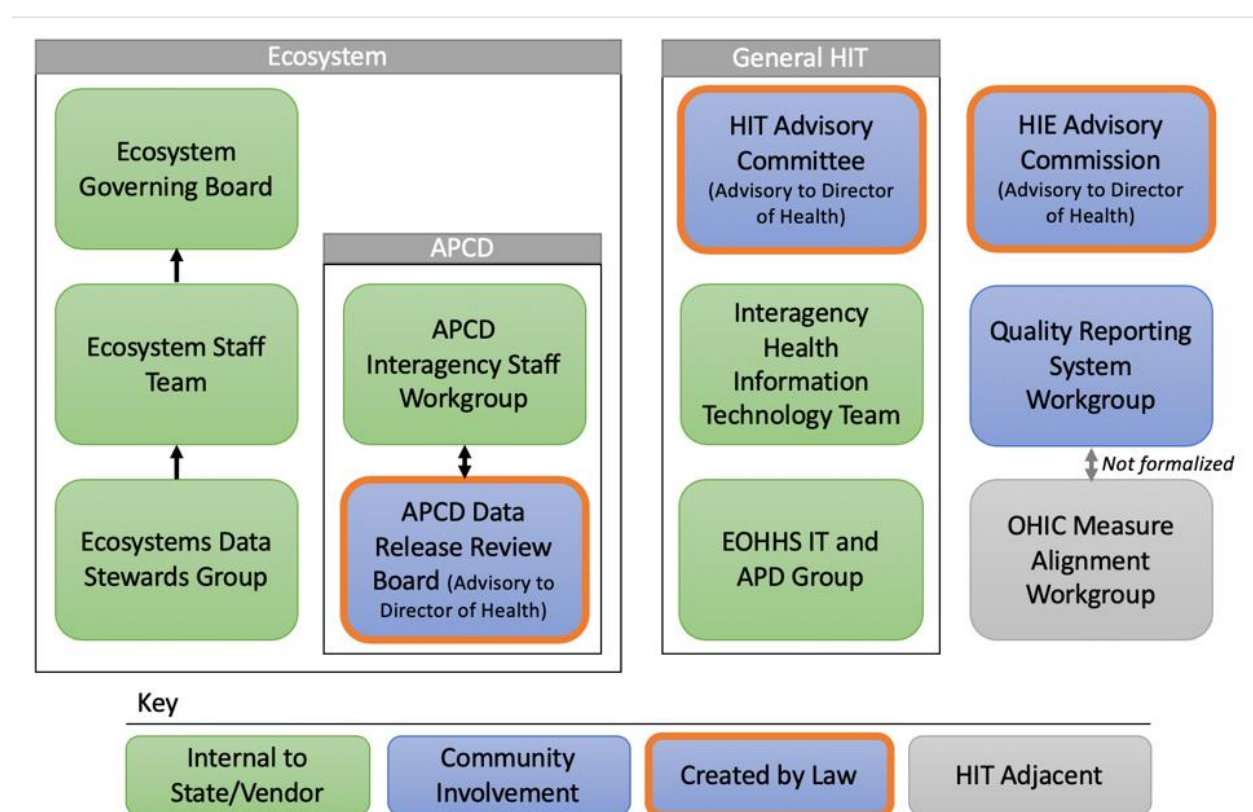 Ecosystem
Ecosystem
Governing Board
Ecosystem Staff
Team
Ecosystems Data
Stewards Group
APCD
APCD
Interagency Staff
Workgroup
APCD Data
Release Review
Board (Advisory to
Director of Health)
General HIT
HIT Advisory
Committee
(Advisory to Director
of Health)
Interagency
Health
Information
Technology Team
EOHHS IT and
APD Group
HIE Advisory
Commission
(Advisory to Director
of Health)
Quality Reporting
System
Workgroup
Not formalized
OHIC Measure
Alignment
Workgroup
Key
Internal to
State/Vendor
Community
Involvement
Created by Law
HIT Adjacent